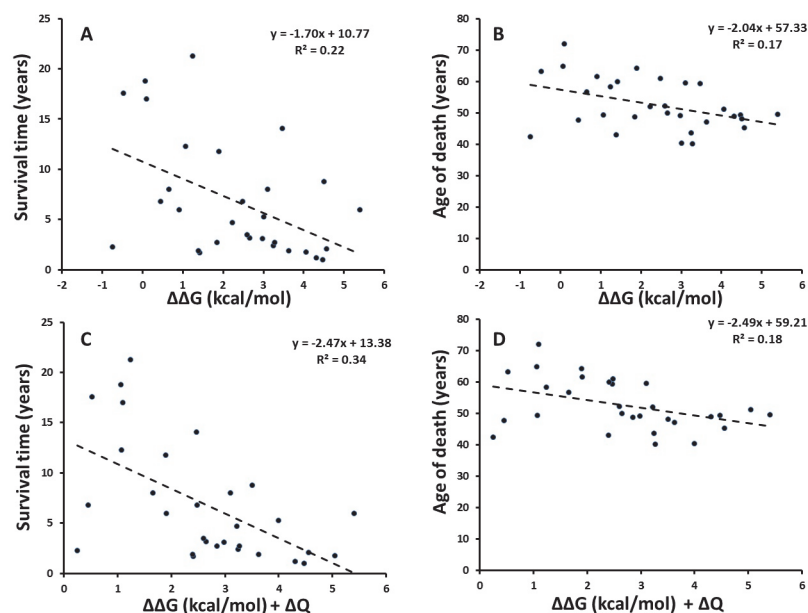 A
y = -1.70x + 10.77
R² = 0.22
Survival time (years)
25
20
15
10
5
0
-2 -1 0 1 2 3 4 5 6
ΔΔG (kcal/mol)
B
y = -2.04x + 57.33
R² = 0.17
Age of death (years)
80
70
60
50
40
30
20
10
0
-2 -1 0 1 2 3 4 5 6
ΔΔG (kcal/mol)
C
y = -2.47x + 13.38
R² = 0.34
Survival time (years)
25
20
15
10
5
0
0 1 2 3 4 5 6
ΔΔG (kcal/mol) + ΔQ
D
y = -2.49x + 59.21
R² = 0.18
Age of death (years)
80
70
60
50
40
30
20
10
0
0 1 2 3 4 5 6
ΔΔG (kcal/mol) + ΔQ